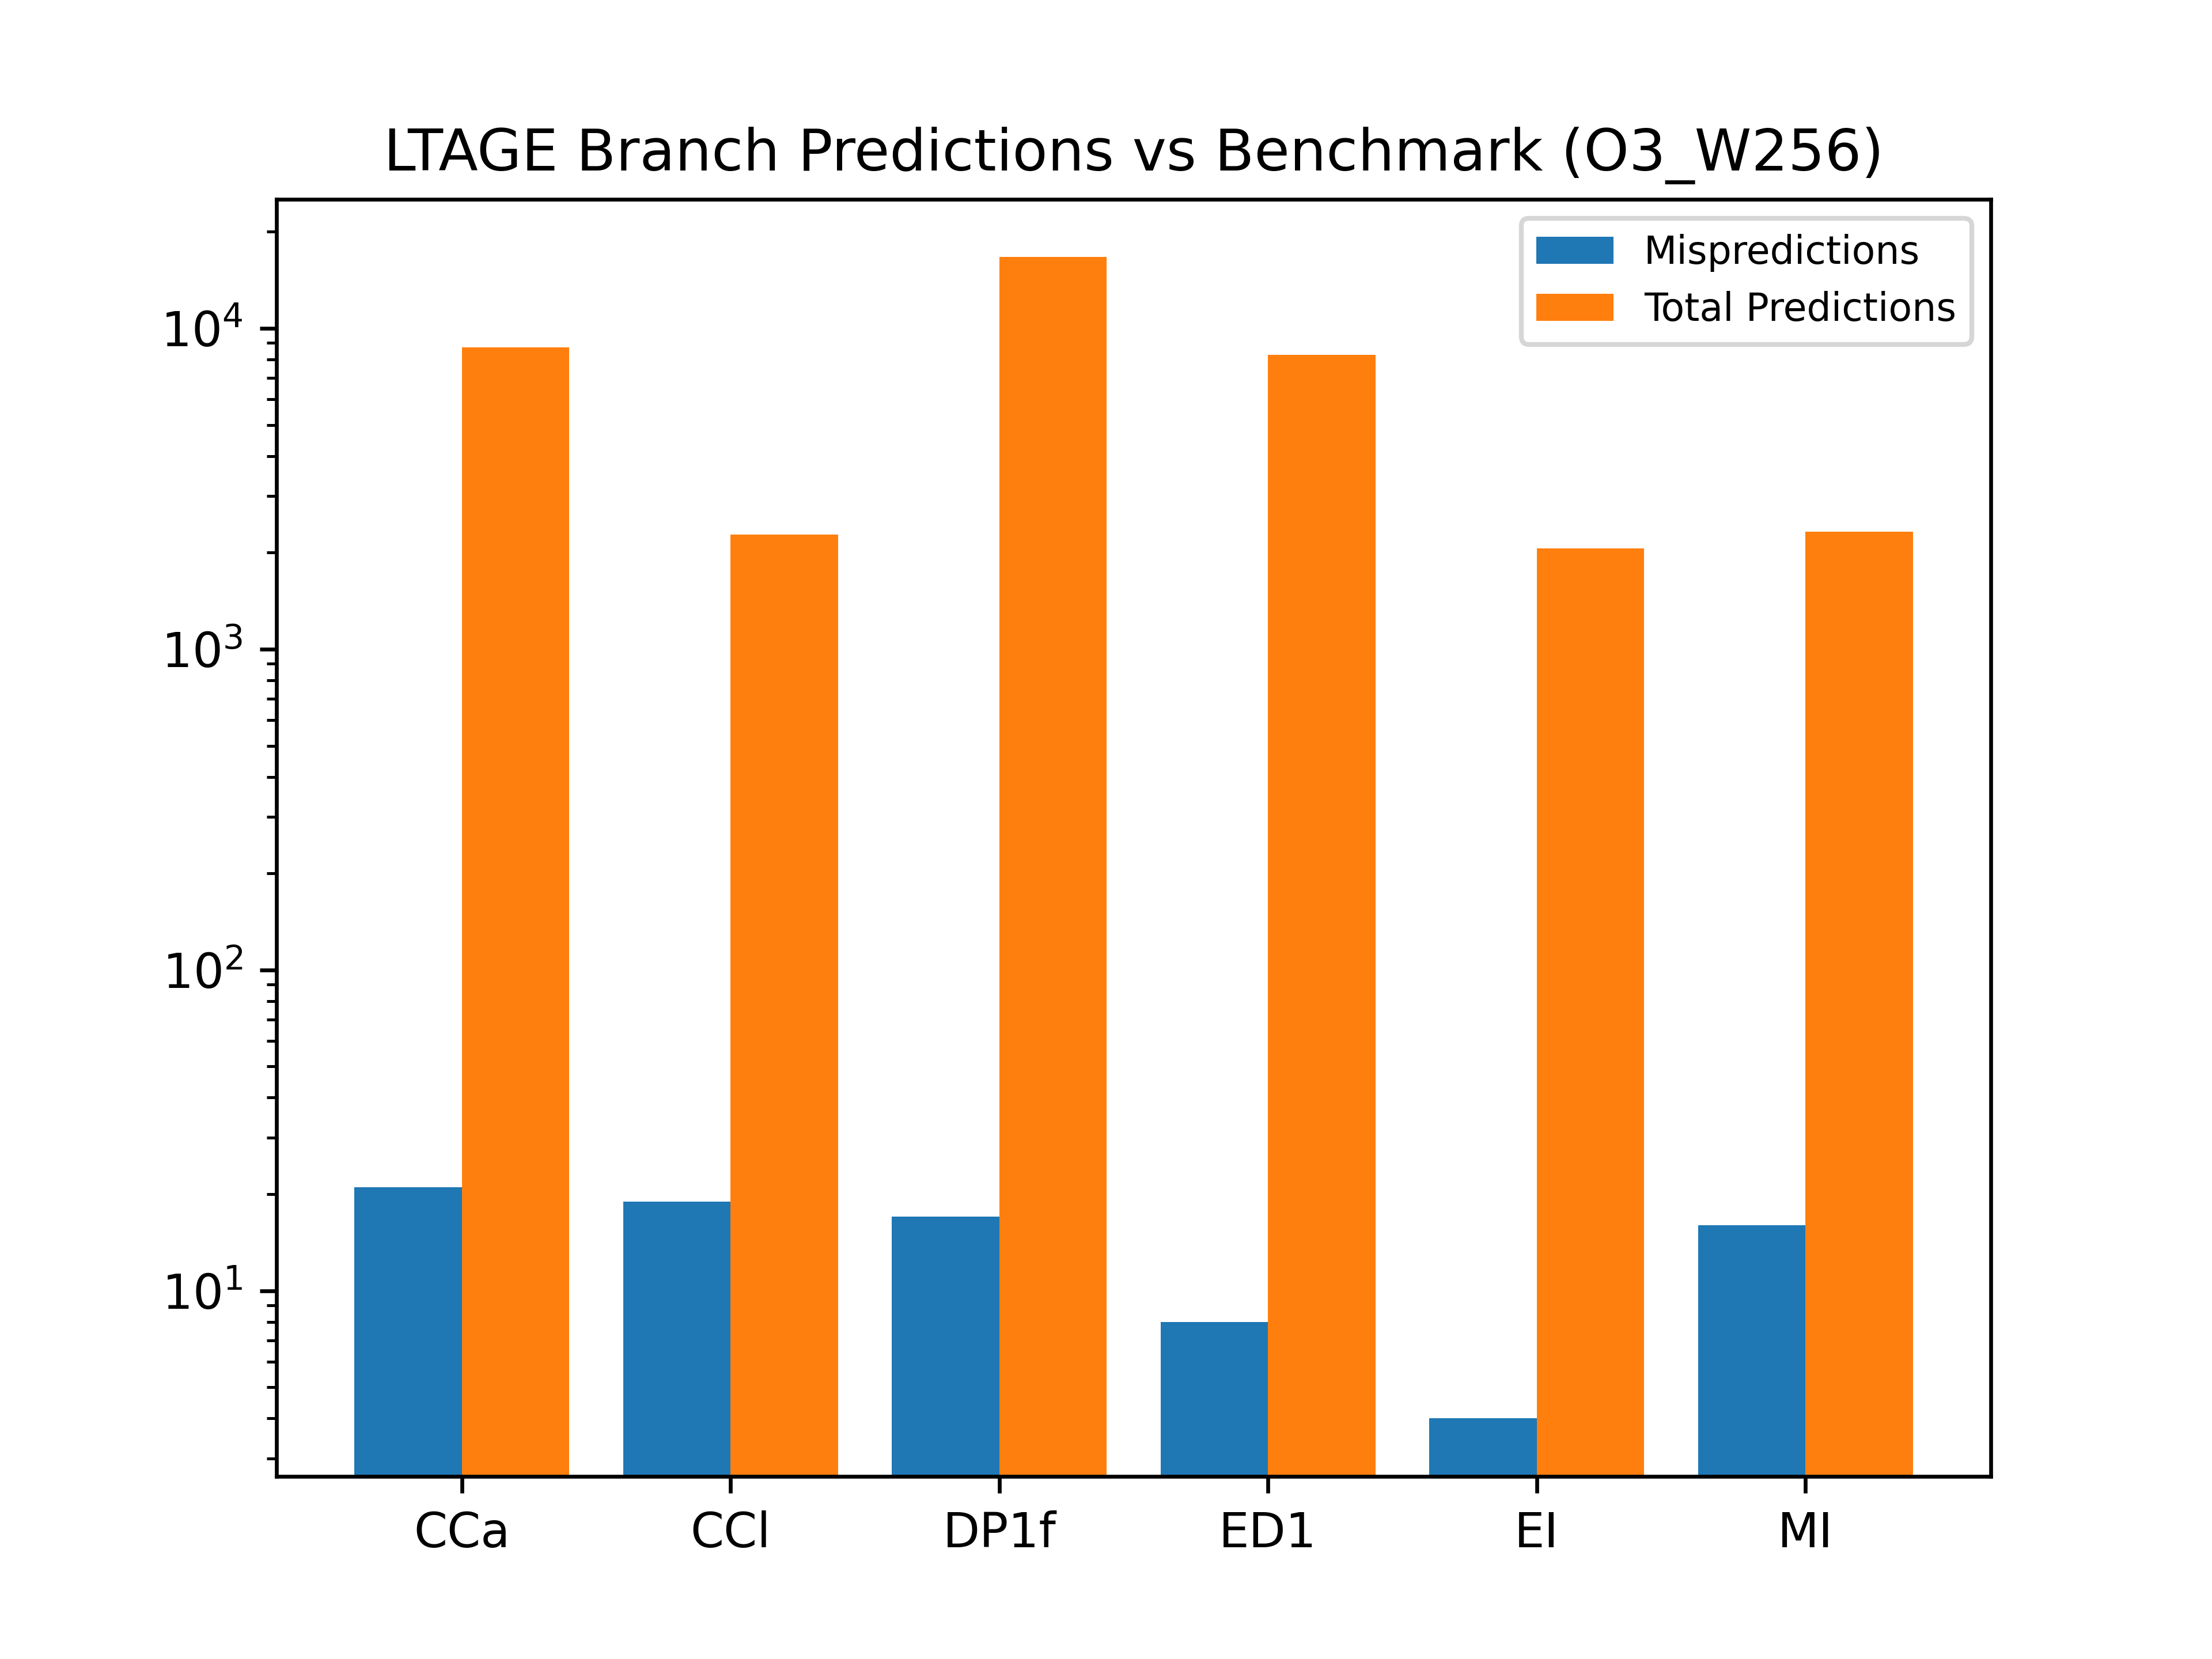 LTAGE Branch Predictions vs Benchmark (O3_W256)
Mispredictions
Total Predictions
10⁴
10³
10²
10¹
CCa CCl DP1f ED1 EI MI